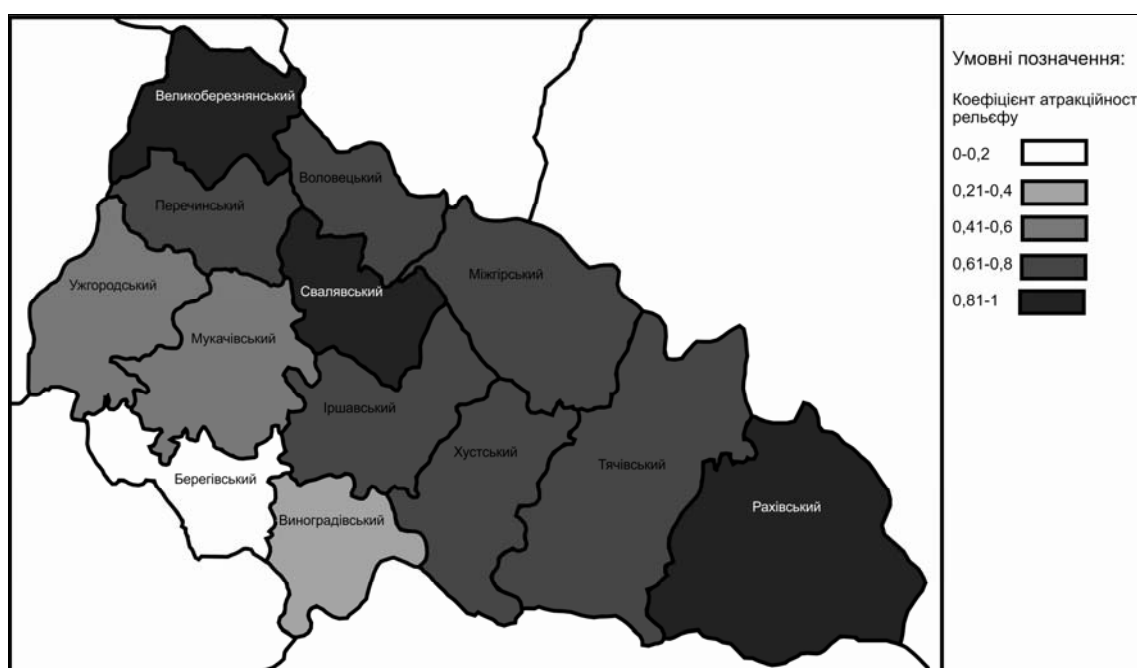 Великоберезнянський
Воловецький
Перечинський
Міжгірський
Ужгородський
Свалявський
Мукачівський
Іршавський
Хустський
Тячівський
Берегівський
Рахівський
Виноградівський
Умовні позначення:
Коефіцієнт атракційност
рельєфу
0-0,2
0,21-0,4
0,41-0,6
0,61-0,8
0,81-1